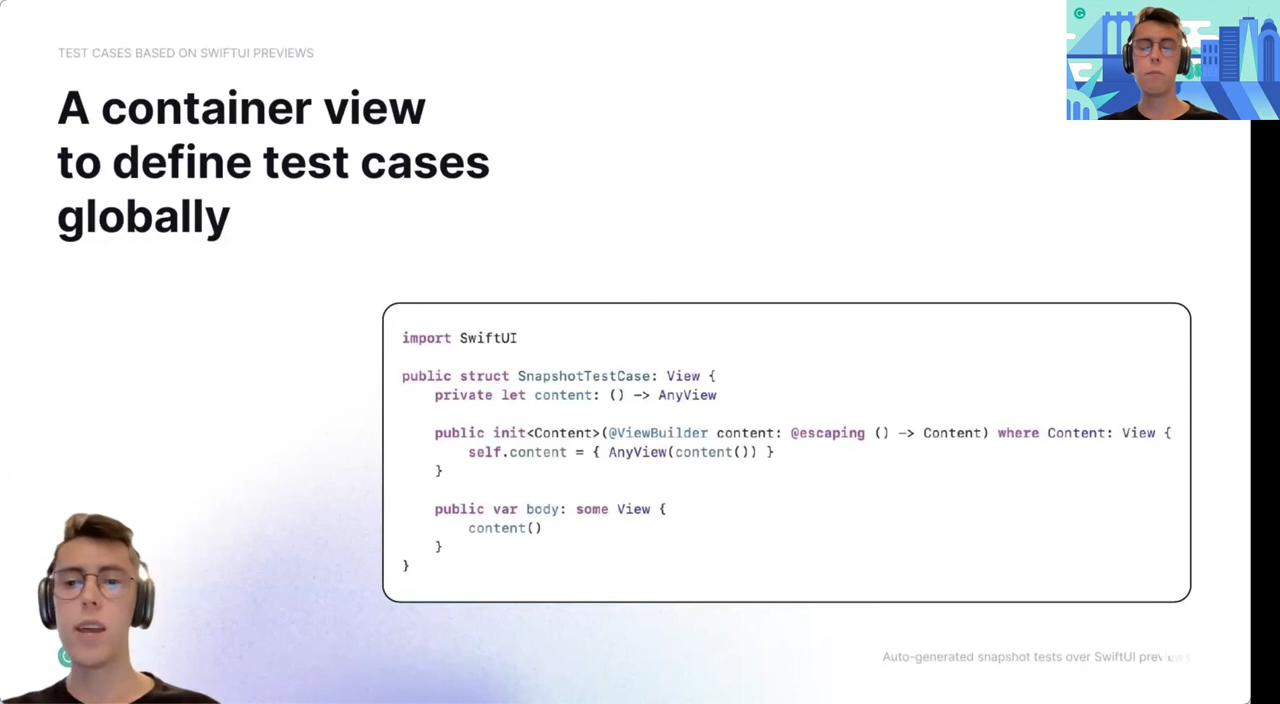 TEST CASES BASED ON SWIFTUI PREVIEWS
A container view
to define test cases
globally
import SwiftUI
public struct SnapshotTestCase: View {
    private let content: () -> AnyView
    public init<Content>(@ViewBuilder content: @escaping () -> Content) where Content: View {
        self.content = { AnyView(content()) }
    }
    public var body: some View {
        content()
    }
}
Auto-generated snapshot tests over SwiftUI previews